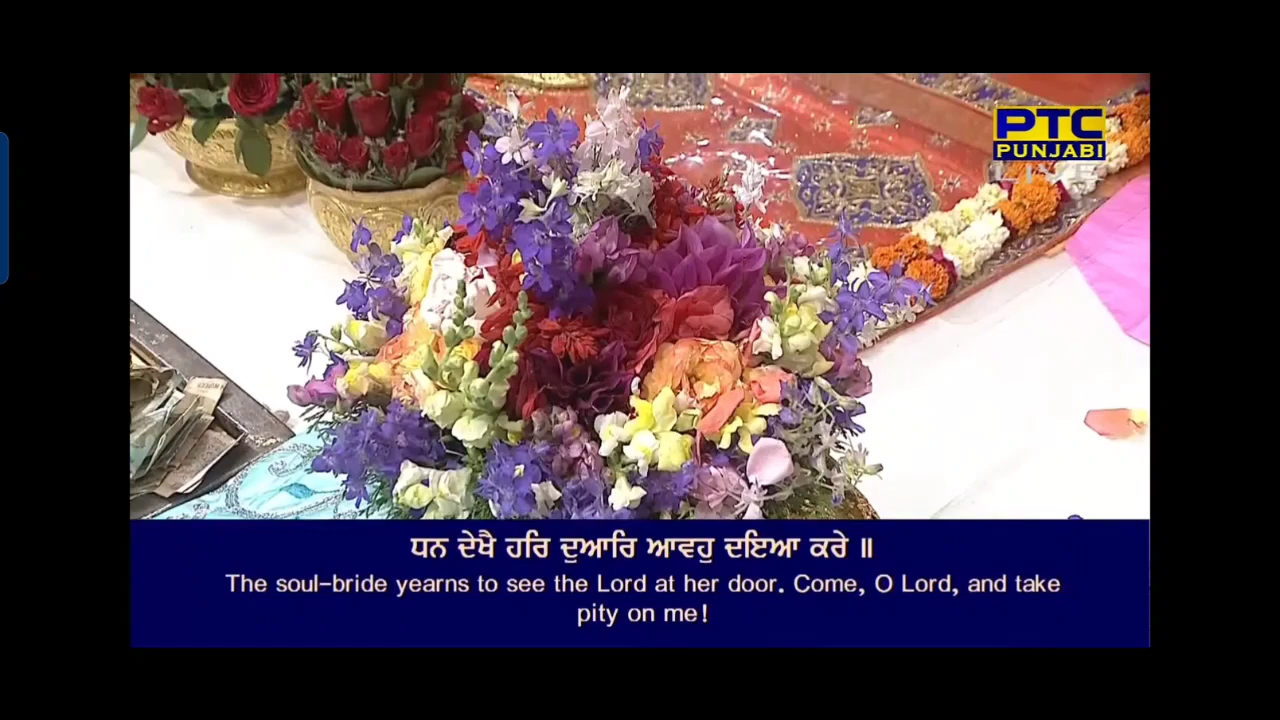 PTC
PUNJABI
LIVE
ਧਨ ਦੇਖੈ ਹਰਿ ਦੁਆਰਿ ਆਵਹੁ ਦਇਆ ਕਰੇ ॥
The soul-bride yearns to see the Lord at her door. Come, O Lord, and take
pity on me!